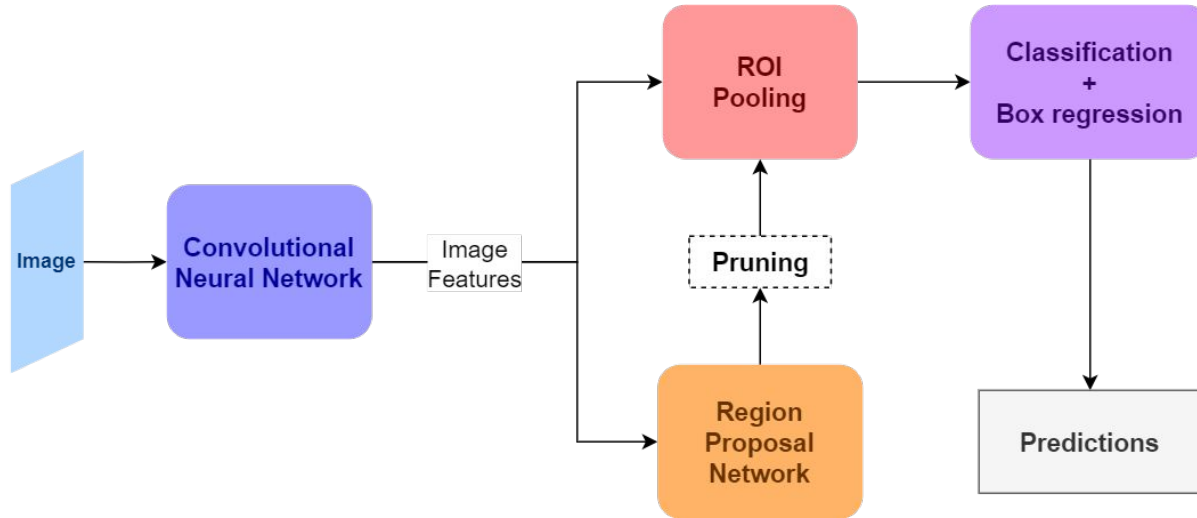 Image
Convolutional
Neural Network
Image
Features
ROI
Pooling
Pruning
Region
Proposal
Network
Classification
+
Box regression
Predictions